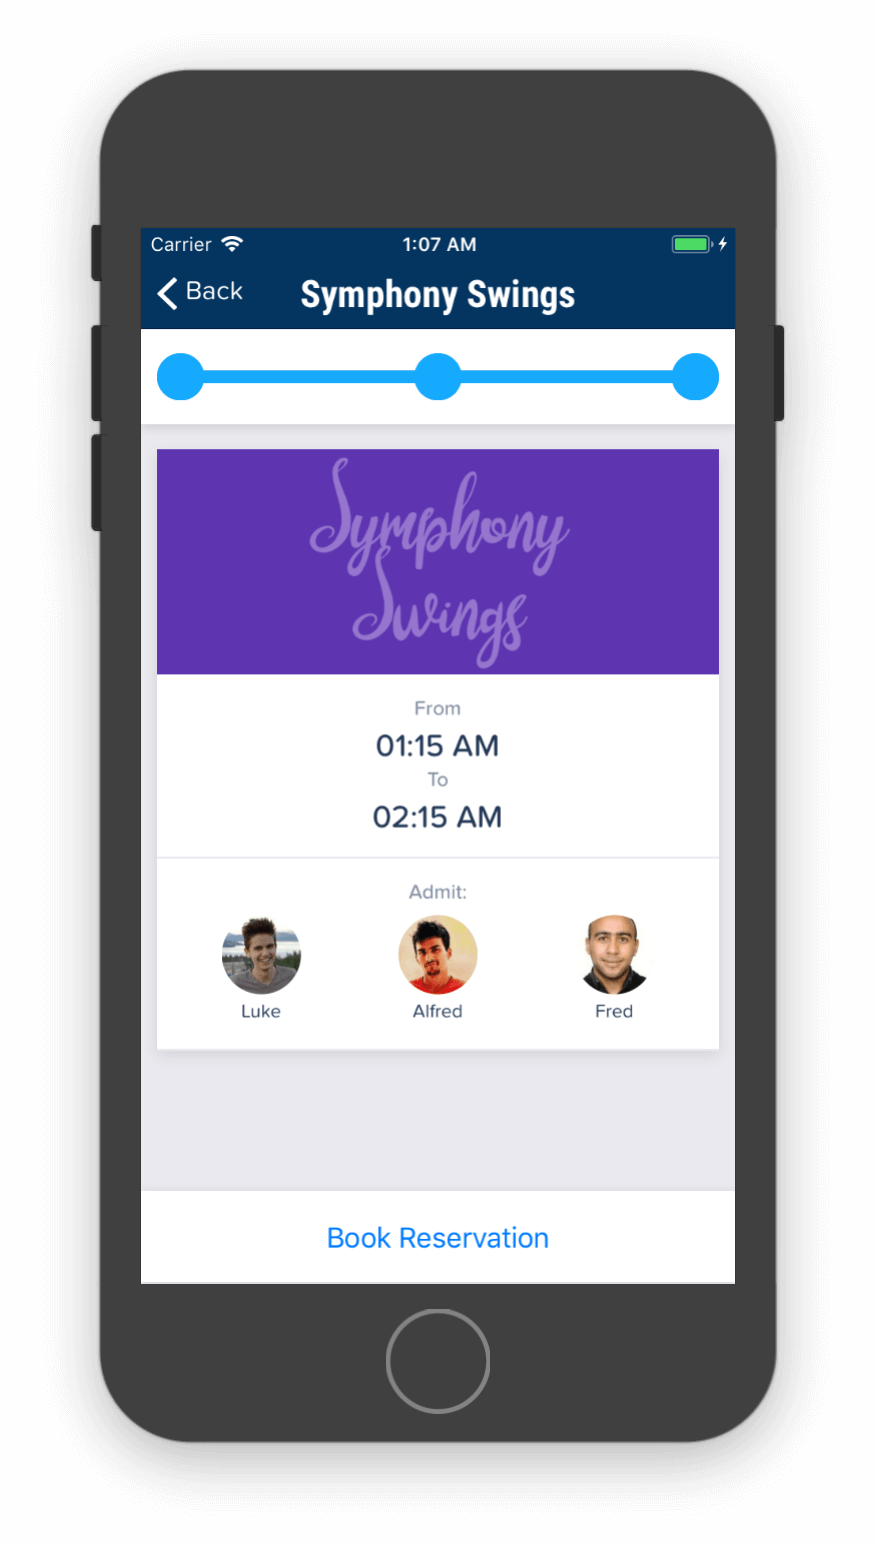 Carrier 1:07 AM
Back Symphony Swings
Symphony
Swings
From
01:15 AM
To
02:15 AM
Admit:
Luke Alfred Fred
Book Reservation